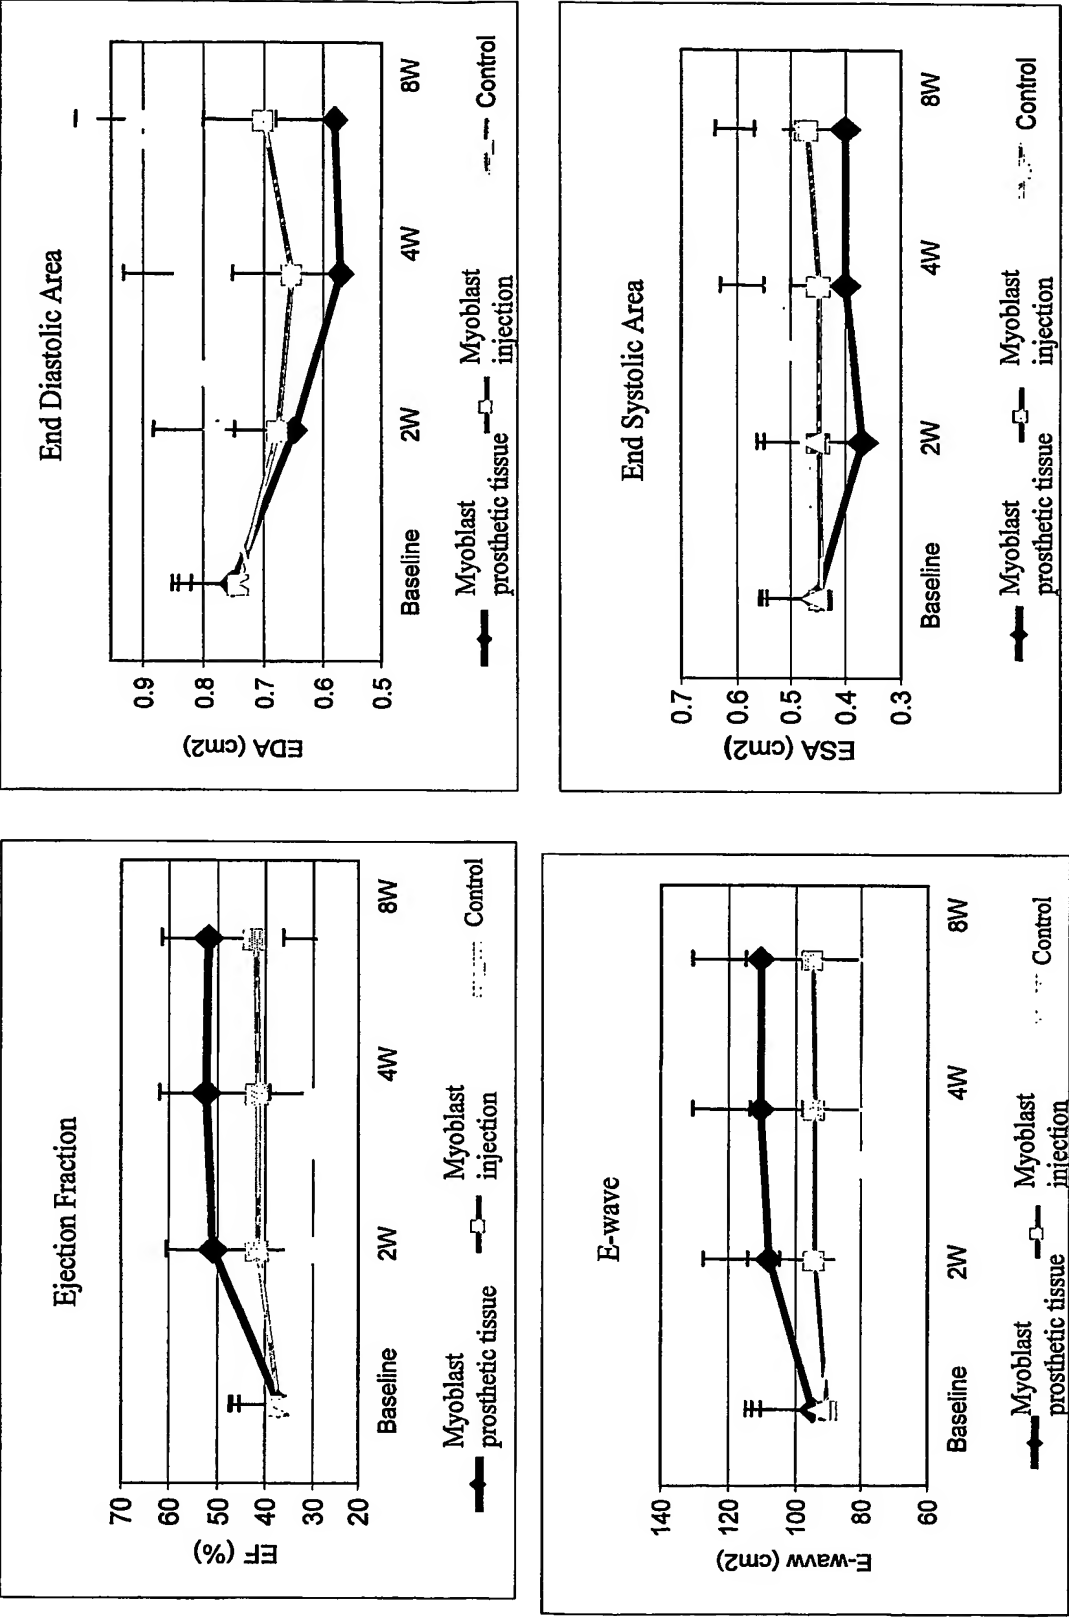 Ejection Fraction
EF (%)
70
60
50
40
30
20
Baseline
2W
4W
8W
Myoblast
prosthetic tissue
Myoblast
injection
Control
End Diastolic Area
EDA (cm2)
0.9
0.8
0.7
0.6
0.5
Baseline
2W
4W
8W
Myoblast
prosthetic tissue
Myoblast
injection
Control
E-wave
E-wavw (cm2)
140
120
100
80
60
Baseline
2W
4W
8W
Myoblast
prosthetic tissue
Myoblast
injection
Control
End Systolic Area
ESA (cm2)
0.7
0.6
0.5
0.4
0.3
Baseline
2W
4W
8W
Myoblast
prosthetic tissue
Myoblast
injection
Control